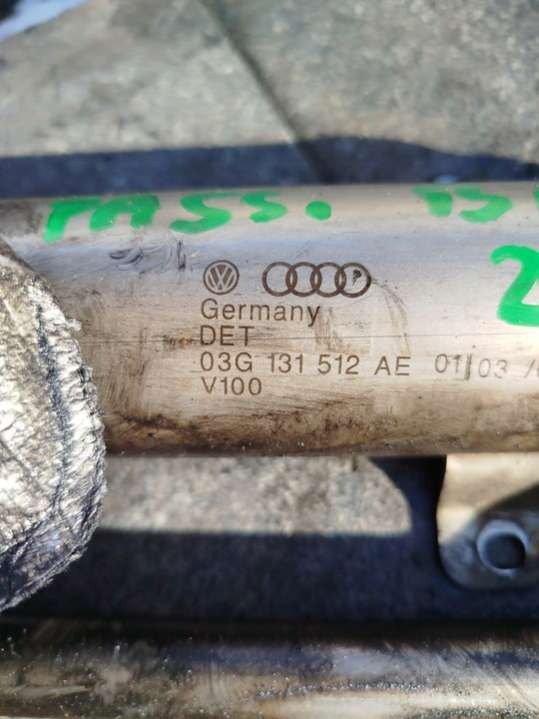 PASS.
Germany
DET
03G 131 512 AE 01/03
V100